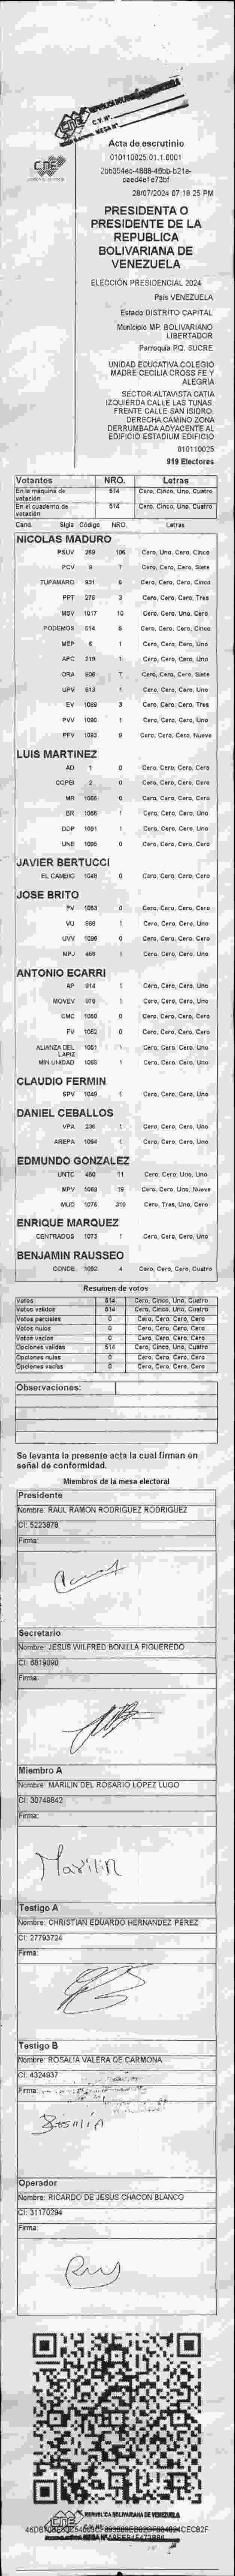 REPUBLICA BOLIVARIANA DE VENEZUELA
CNE
C.V. Nº.
MESA Nº
CNE
Acta de escrutinio
010110025.01.1.0001
28/07/2024 07:18:25 PM
PRESIDENTA O
PRESIDENTE DE LA
REPUBLICA
BOLIVARIANA DE
VENEZUELA
ELECCIÓN PRESIDENCIAL 2024
País VENEZUELA
Estado DISTRITO CAPITAL
Municipio MP. BOLIVARIANO
LIBERTADOR
Parroquia PQ. SUCRE
UNIDAD EDUCATIVA COLEGIO
MADRE CECILIA CROSS FE Y
ALEGRIA
SECTOR ALTAVISTA CATIA
IZQUIERDA CALLE LAS TUNAS.
FRENTE CALLE SAN ISIDRO.
DERECHA CAMINO ZONA
DERRUMBADA ADYACENTE AL
EDIFICIO ESTADIUM EDIFICIO
010110025
919 Electores
Votantes NRO. Letras
En la máquina de votación 514 Cero, Cinco, Uno, Cuatro
En el cuaderno de votación 514 Cero, Cinco, Uno, Cuatro
Cand. Sigla Código NRO. Letras
NICOLAS MADURO
PSUV 269 Cero, Uno, Cero, Cinco
PCV 9 7 Cero, Cero, Cero, Siete
TUPAMARO 931 5 Cero, Cero, Cero, Cinco
PPT 276 3 Cero, Cero, Cero, Tres
MSV 1017 10 Cero, Cero, Uno, Cero
PODEMOS 514 5 Cero, Cero, Cero, Cinco
MEP 6 1 Cero, Cero, Cero, Uno
APC 219 1 Cero, Cero, Cero, Uno
ORA 906 7 Cero, Cero, Cero, Siete
UPV 513 1 Cero, Cero, Cero, Uno
EV 1089 3 Cero, Cero, Cero, Tres
PVV 1090 1 Cero, Cero, Cero, Uno
PFV 1093 9 Cero, Cero, Cero, Nueve
LUIS MARTINEZ
AD 1 0 Cero, Cero, Cero, Cero
COPEI 2 0 Cero, Cero, Cero, Cero
MR 0 Cero, Cero, Cero, Cero
BR 1066 1 Cero, Cero, Cero, Uno
DDP 1091 1 Cero, Cero, Cero, Uno
UNE 1096 0 Cero, Cero, Cero, Cero
JAVIER BERTUCCI
EL CAMBIO 1048 0 Cero, Cero, Cero, Cero
JOSE BRITO
PV 1053 0 Cero, Cero, Cero, Cero
VU 968 1 Cero, Cero, Cero, Uno
UVV 1098 0 Cero, Cero, Cero, Cero
MPJ 458 1 Cero, Cero, Cero, Uno
ANTONIO ECARRI
AP 914 1 Cero, Cero, Cero, Uno
MOVEV 978 1 Cero, Cero, Cero, Uno
CMC 1050 0 Cero, Cero, Cero, Cero
FV 1062 0 Cero, Cero, Cero, Cero
ALIANZA DEL LAPIZ 1051 1 Cero, Cero, Cero, Uno
MIN UNIDAD 1088 1 Cero, Cero, Cero, Uno
CLAUDIO FERMIN
SPV 1049 1 Cero, Cero, Cero, Uno
DANIEL CEBALLOS
VPA 236 1 Cero, Cero, Cero, Uno
AREPA 1094 1 Cero, Cero, Cero, Uno
EDMUNDO GONZALEZ
UNTC 460 11 Cero, Cero, Uno, Uno
MPV 1069 19 Cero, Cero, Uno, Nueve
MUD 1075 310 Cero, Tres, Uno, Cero
ENRIQUE MARQUEZ
CENTRADOS 1073 1 Cero, Cero, Cero, Uno
BENJAMIN RAUSSEO
CONDE 1092 4 Cero, Cero, Cero, Cuatro
Resumen de votos
Votos 514 Cero, Cinco, Uno, Cuatro
Votos válidos 514 Cero, Cinco, Uno, Cuatro
Votos parciales 0 Cero, Cero, Cero, Cero
Votos nulos 0 Cero, Cero, Cero, Cero
Votos vacíos 0 Cero, Cero, Cero, Cero
Opciones válidas 514 Cero, Cinco, Uno, Cuatro
Opciones nulas 0 Cero, Cero, Cero, Cero
Opciones vacías 0 Cero, Cero, Cero, Cero
Observaciones:
Se levanta la presente acta la cual firman en
señal de conformidad.
Miembros de la mesa electoral
Presidente
Nombre: RAUL RAMON RODRIGUEZ RODRIGUEZ
CI: 5223878
Firma:
Secretario
Nombre: JESUS WILFRED BONILLA FIGUEREDO
CI: 6819090
Firma:
Miembro A
Nombre: MARILIN DEL ROSARIO LOPEZ LUGO
CI: 30749842
Firma:
Marilin
Testigo A
Nombre: CHRISTIAN EDUARDO HERNANDEZ PEREZ
CI: 27793724
Firma:
Testigo B
Nombre: ROSALIA VALERA DE CARMONA
CI: 4324937
Firma:
Operador
Nombre: RICARDO DE JESUS CHACON BLANCO
CI: 31170294
Firma:
CNE
REPUBLICA BOLIVARIANA DE VENEZUELA